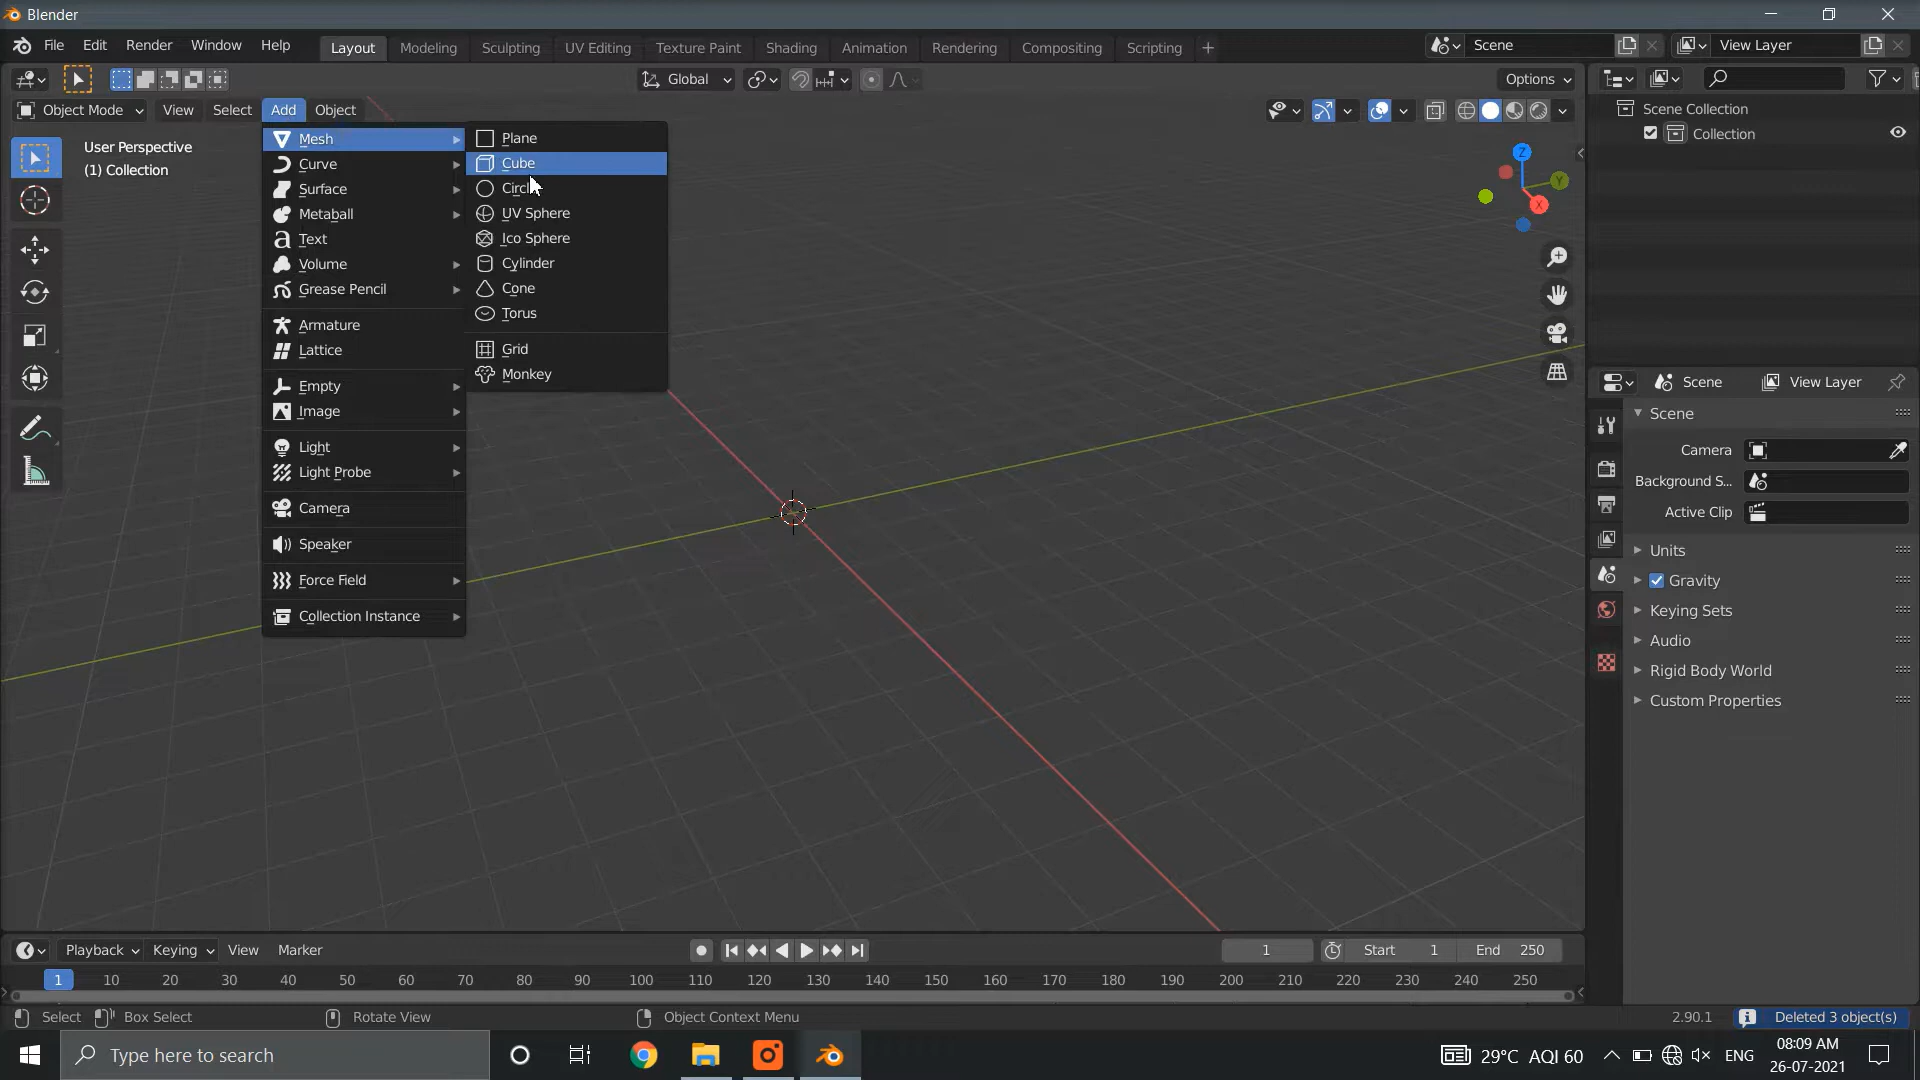 Blender
File Edit Render Window Help Layout Modeling Sculpting UV Editing Texture Paint Shading Animation Rendering Compositing Scripting + Scene View Layer
Global Options
Object Mode View Select Add Object
User Perspective
(1) Collection
Mesh
Curve
Surface
Metaball
Text
Volume
Grease Pencil
Armature
Lattice
Empty
Image
Light
Light Probe
Camera
Speaker
Force Field
Collection Instance
Plane
Cube
Circl
UV Sphere
Ico Sphere
Cylinder
Cone
Torus
Grid
Monkey
Z
Y
X
Scene Collection
Collection
Scene View Layer
Scene
Camera
Background S...
Active Clip
Units
Gravity
Keying Sets
Audio
Rigid Body World
Custom Properties
Playback Keying View Marker 1 Start 1 End 250
1 10 20 30 40 50 60 70 80 90 100 110 120 130 140 150 160 170 180 190 200 210 220 230 240 250
Select Box Select Rotate View Object Context Menu 2.90.1 Deleted 3 object(s)
Type here to search 29°C AQI 60 ENG
08:09 AM
26-07-2021